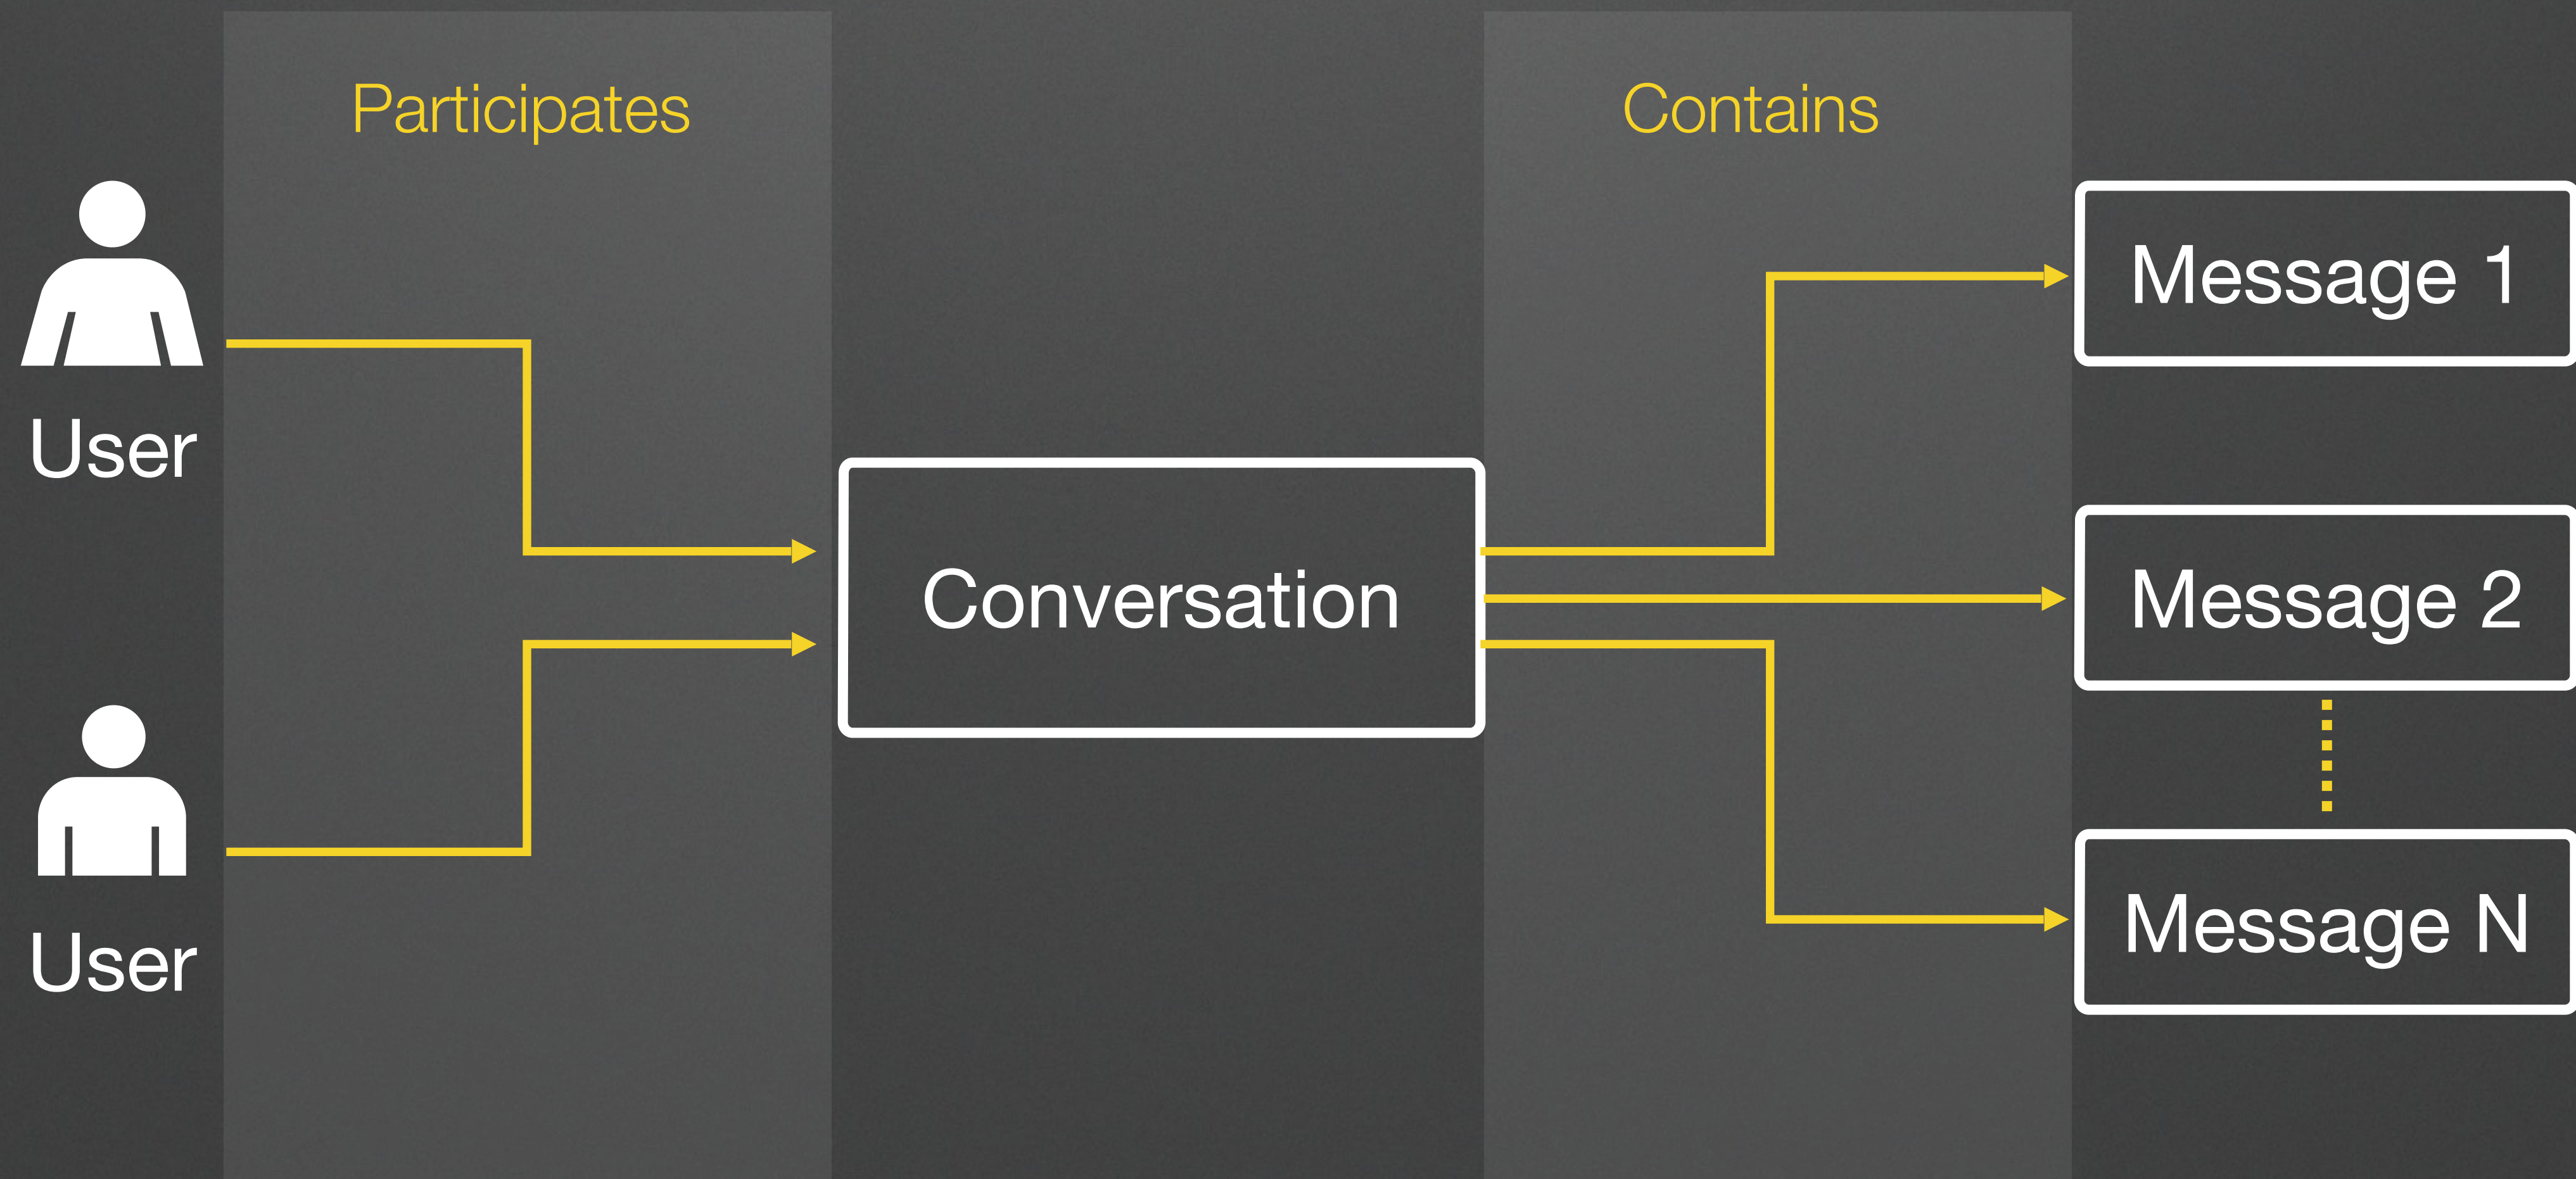 Participates
Contains
User
User
Conversation
Message 1
Message 2
Message N